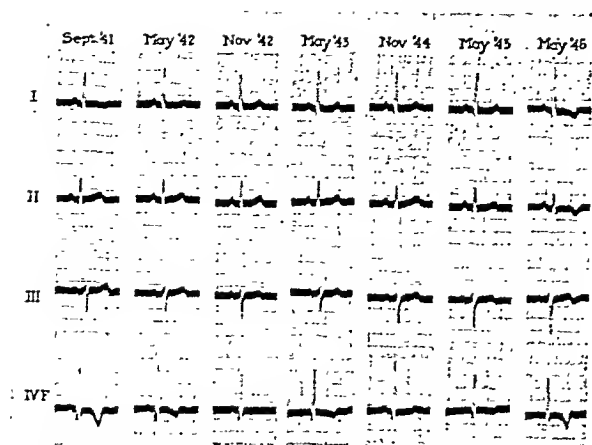 Sept. '41 May '42 Nov '42 May '43 Nov '44 May '45 May '46
I
II
III
IVF